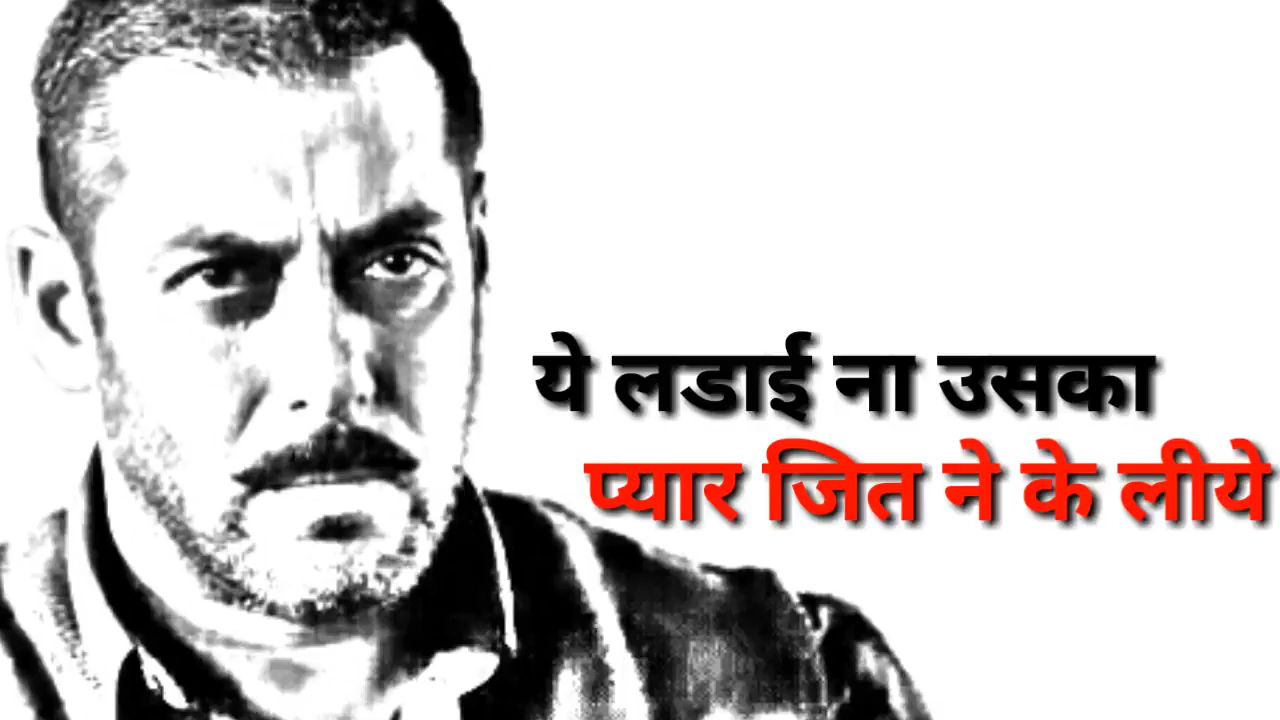 ये लडाई ना उसका
प्यार जित ने के लीये